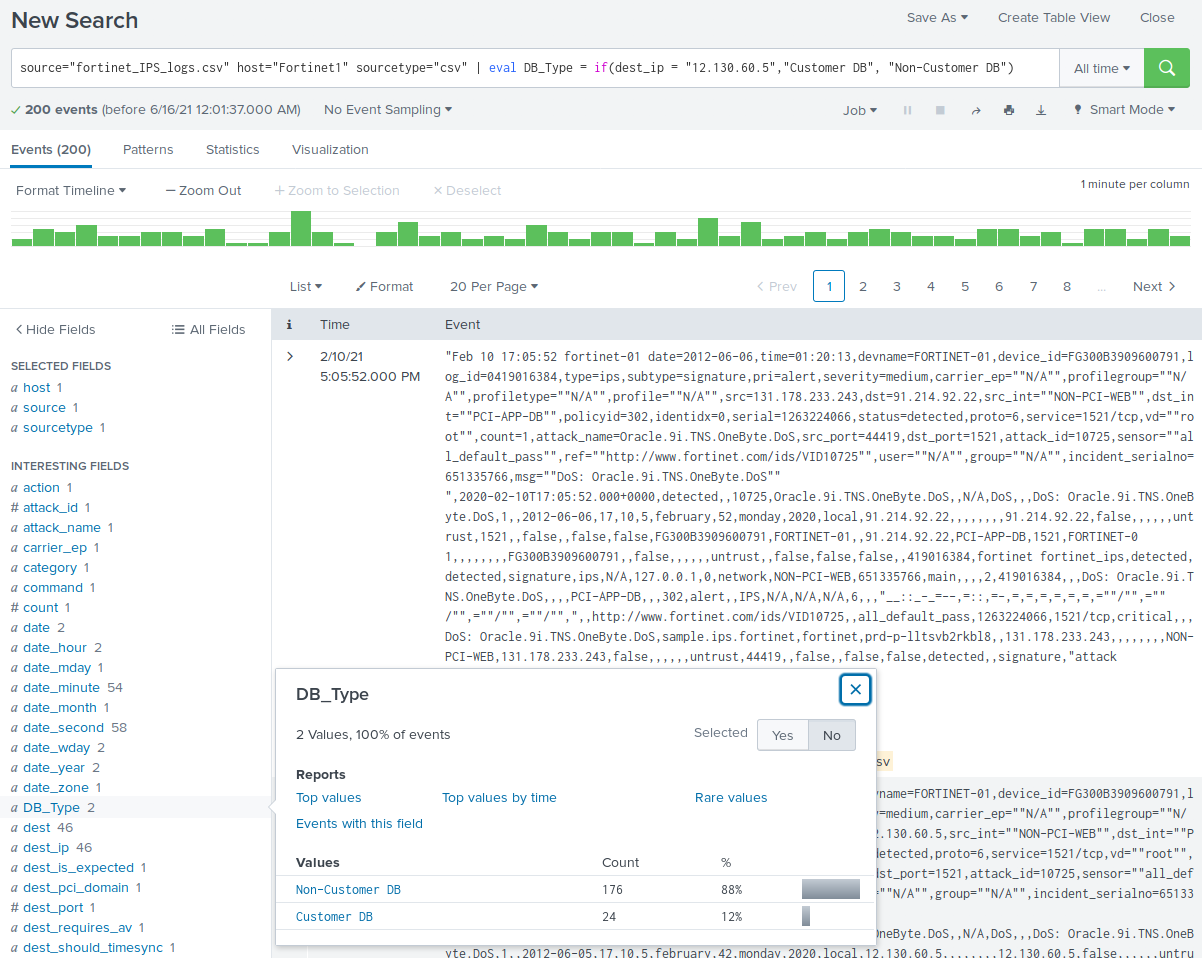 New Search
Save As
Create Table View
Close
source="fortinet_IPS_logs.csv" host="Fortinet1" sourcetype="csv" | eval DB_Type = if(dest_ip = "12.130.60.5","Customer DB", "Non-Customer DB")
All time
200 events (before 6/16/21 12:01:37.000 AM)
No Event Sampling
Job
Smart Mode
Events (200)
Patterns
Statistics
Visualization
Format Timeline
Zoom Out
Zoom to Selection
Deselect
1 minute per column
List
Format
20 Per Page
Prev
1
2
3
4
5
6
7
8
...
Next
Hide Fields
All Fields
SELECTED FIELDS
a host 1
a source 1
a sourcetype 1
INTERESTING FIELDS
a action 1
# attack_id 1
a attack_name 1
a carrier_ep 1
a category 1
a command 1
# count 1
a date 2
a date_hour 2
a date_mday 1
a date_minute 54
a date_month 1
a date_second 58
a date_wday 2
a date_year 2
a date_zone 1
a DB_Type 2
a dest 46
a dest_ip 46
a dest_is_expected 1
a dest_pci_domain 1
# dest_port 1
a dest_requires_av 1
a dest_should_timesync 1
i
Time
Event
2/10/21
5:05:52.000 PM
"Feb 10 17:05:52 fortinet-01 date=2012-06-06,time=01:20:13,devname=FORTINET-01,device_id=FG300B3909600791,l
og_id=0419016384,type=ips,subtype=signature,pri=alert,severity=medium,carrier_ep=""N/A"",profilegroup=""N/
A"",profiletype=""N/A"",profile=""N/A"",src=131.178.233.243,dst=91.214.92.22,src_int=""NON-PCI-WEB"",dst_in
t=""PCI-APP-DB"",policyid=302,identidx=0,serial=1263224066,status=detected,proto=6,service=1521/tcp,vd=""ro
ot"",count=1,attack_name=Oracle.9i.TNS.OneByte.DoS,src_port=44419,dst_port=1521,attack_id=10725,sensor=""al
l_default_pass"",ref=""http://www.fortinet.com/ids/VID10725"",user=""N/A"",group=""N/A"",incident_serialno=
651335766,msg=""DoS: Oracle.9i.TNS.OneByte.DoS""
",2020-02-10T17:05:52.000+0000,detected,,10725,Oracle.9i.TNS.OneByte.DoS,,N/A,DoS,,,DoS: Oracle.9i.TNS.OneB
yte.DoS,1,,2012-06-06,17,10,5,february,52,monday,2020,local,91.214.92.22,,,,,,,,91.214.92.22,false,,,,,,unt
rust,1521,,false,,false,false,FG300B3909600791,FORTINET-01,,91.214.92.22,PCI-APP-DB,1521,FORTINET-0
1,,,,,,,,FG300B3909600791,,false,,,,,,untrust,,false,false,false,,419016384,fortinet fortinet_ips,detected,
detected,signature,ips,N/A,127.0.0.1,0,network,NON-PCI-WEB,651335766,main,,,,2,419016384,,,DoS: Oracle.9i.T
NS.OneByte.DoS,,,,PCI-APP-DB,,,302,alert,,IPS,N/A,N/A,N/A,6,,,"__::_-_=--,=::,=-,=,=,=,=,=,=,=""/"",=""
/"",=""/"",=""/"",",,http://www.fortinet.com/ids/VID10725,,all_default_pass,1263224066,1521/tcp,critical,,,
DoS: Oracle.9i.TNS.OneByte.DoS,sample.ips.fortinet,fortinet,prd-p-lltsvb2rkbl8,,131.178.233.243,,,,,,,,NON-
PCI-WEB,131.178.233.243,false,,,,,,untrust,44419,,false,,false,false,detected,,signature,"attack
DB_Type
2 Values, 100% of events
Selected
Yes
No
Reports
Top values
Top values by time
Rare values
Events with this field
Values
Count
%
Non-Customer DB
176
88%
Customer DB
24
12%
sv
name=FORTINET-01,device_id=FG300B3909600791,l
=medium,carrier_ep=""N/A"",profilegroup=""N/
2.130.60.5,src_int=""NON-PCI-WEB"",dst_int=""P
etected,proto=6,service=1521/tcp,vd=""root"",
st_port=1521,attack_id=10725,sensor=""all_def
=""N/A"",group=""N/A"",incident_serialno=65133
NS.OneByte.DoS,,N/A,DoS,,,DoS: Oracle.9i.TNS.OneB
yte.DoS,1,,2012-06-05,17,10,5,february,42,monday,2020,local,12.130.60.5,,,,,,,,12.130.60.5,false,,,,,,untru